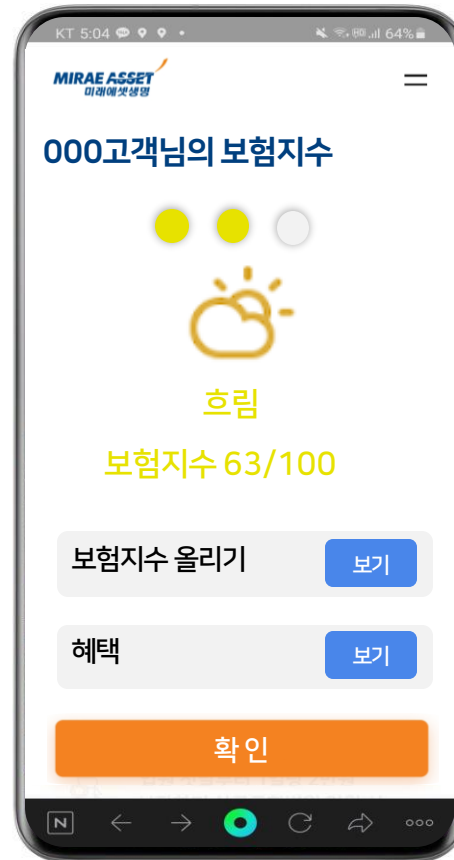 KT 5:04
64%
MIRAE ASSET
미래에셋생명
000고객님의 보험지수
흐림
보험지수 63/100
보험지수 올리기
보기
혜택
보기
확인
N